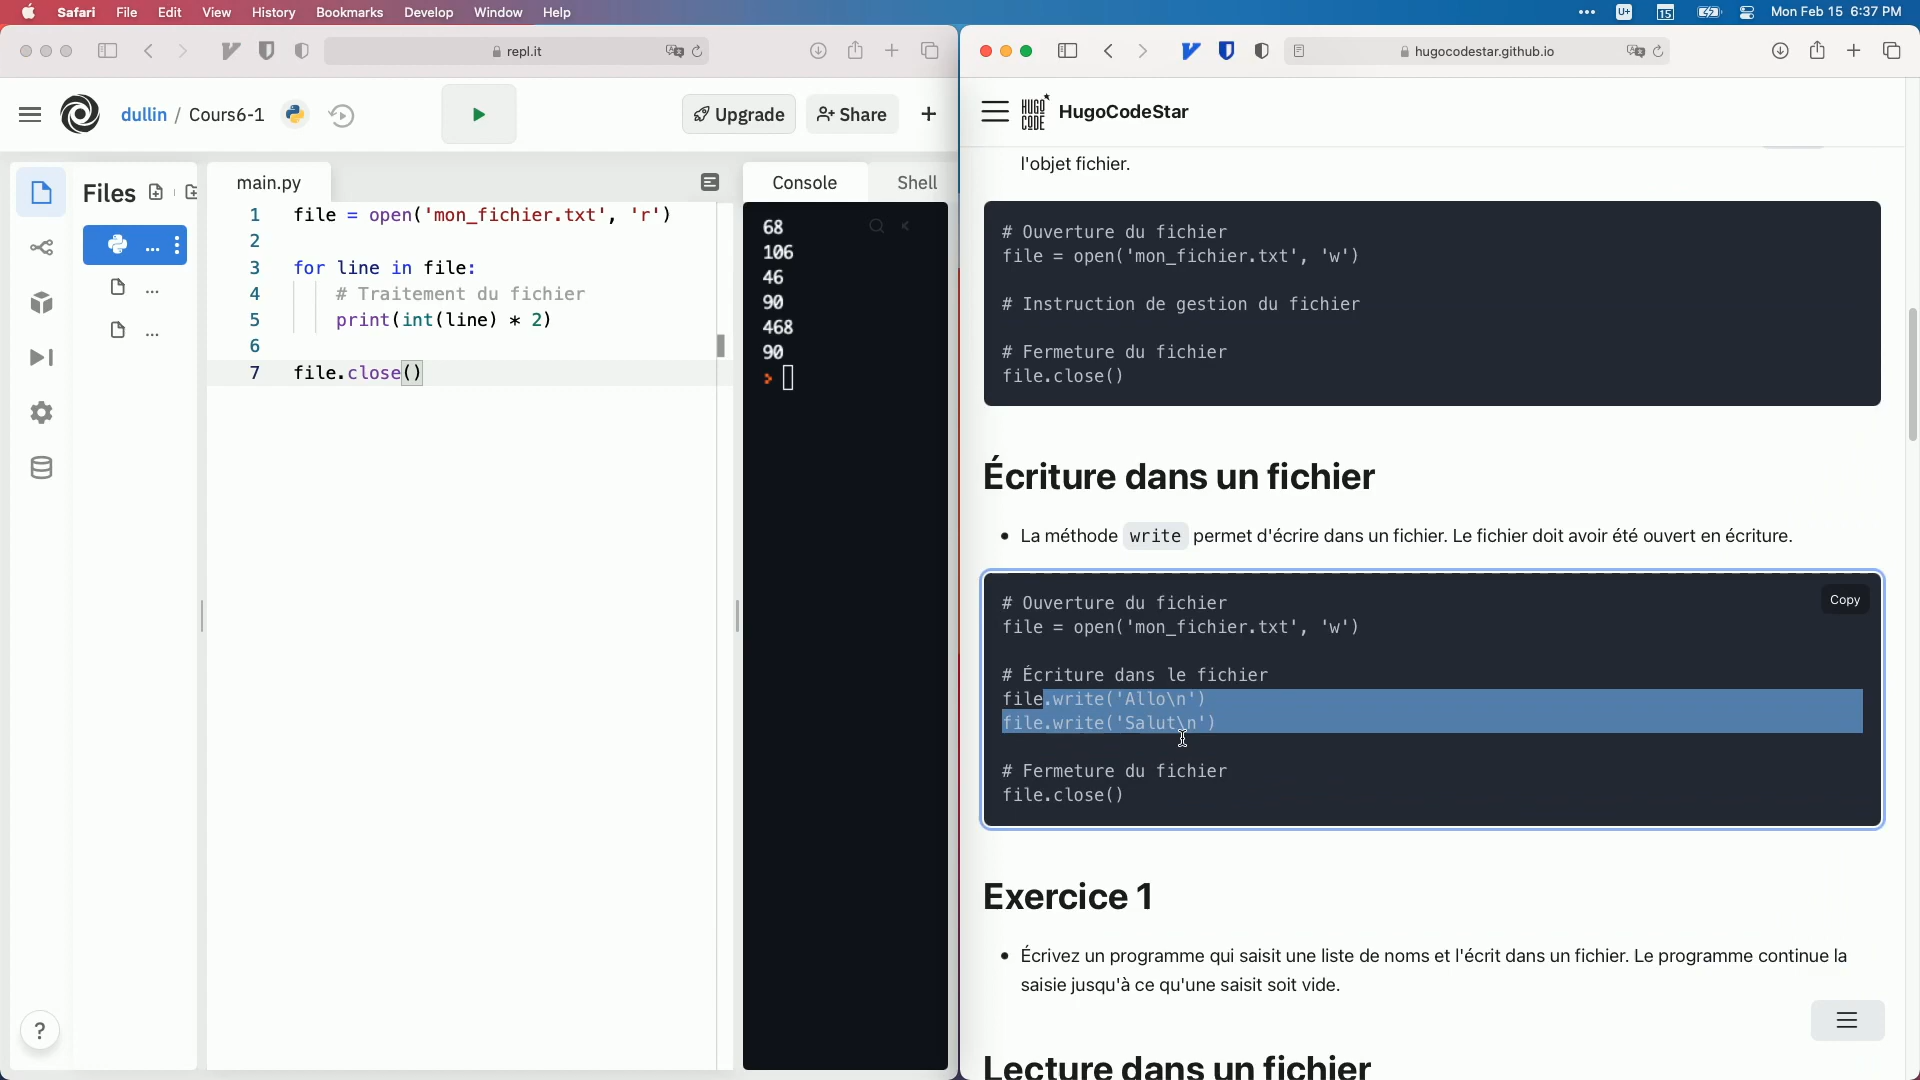 Safari File Edit View History Bookmarks Develop Window Help
U+ 15 Mon Feb 15 6:37 PM
repl.it
dullin / Cours6-1
Upgrade
Share
+
Files
...
...
...
main.py
1 file = open('mon_fichier.txt', 'r')
2
3 for line in file:
4 # Traitement du fichier
5 print(int(line) * 2)
6
7 file.close()
?
Console Shell
68
106
46
90
468
90
hugocodestar.github.io
HUGO CODE
HugoCodeStar
l'objet fichier.
# Ouverture du fichier
file = open('mon_fichier.txt', 'w')
# Instruction de gestion du fichier
# Fermeture du fichier
file.close()
Écriture dans un fichier
• La méthode write permet d'écrire dans un fichier. Le fichier doit avoir été ouvert en écriture.
Copy
# Ouverture du fichier
file = open('mon_fichier.txt', 'w')
# Écriture dans le fichier
file.write('Allo\n')
file.write('Salut\n')
# Fermeture du fichier
file.close()
Exercice 1
• Écrivez un programme qui saisit une liste de noms et l'écrit dans un fichier. Le programme continue la
saisie jusqu'à ce qu'une saisit soit vide.
Lecture dans un fichier